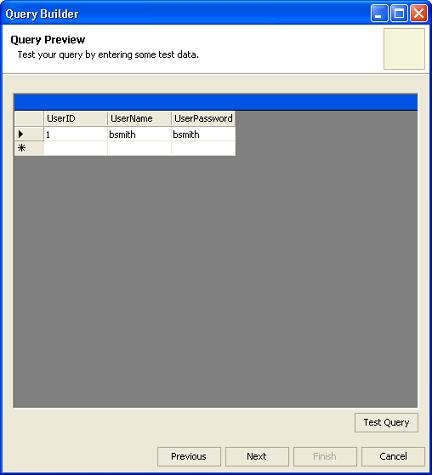 Query Builder
Query Preview
Test your query by entering some test data.
UserID UserName UserPassword
1 bsmith bsmith
Test Query
Previous Next Finish Cancel